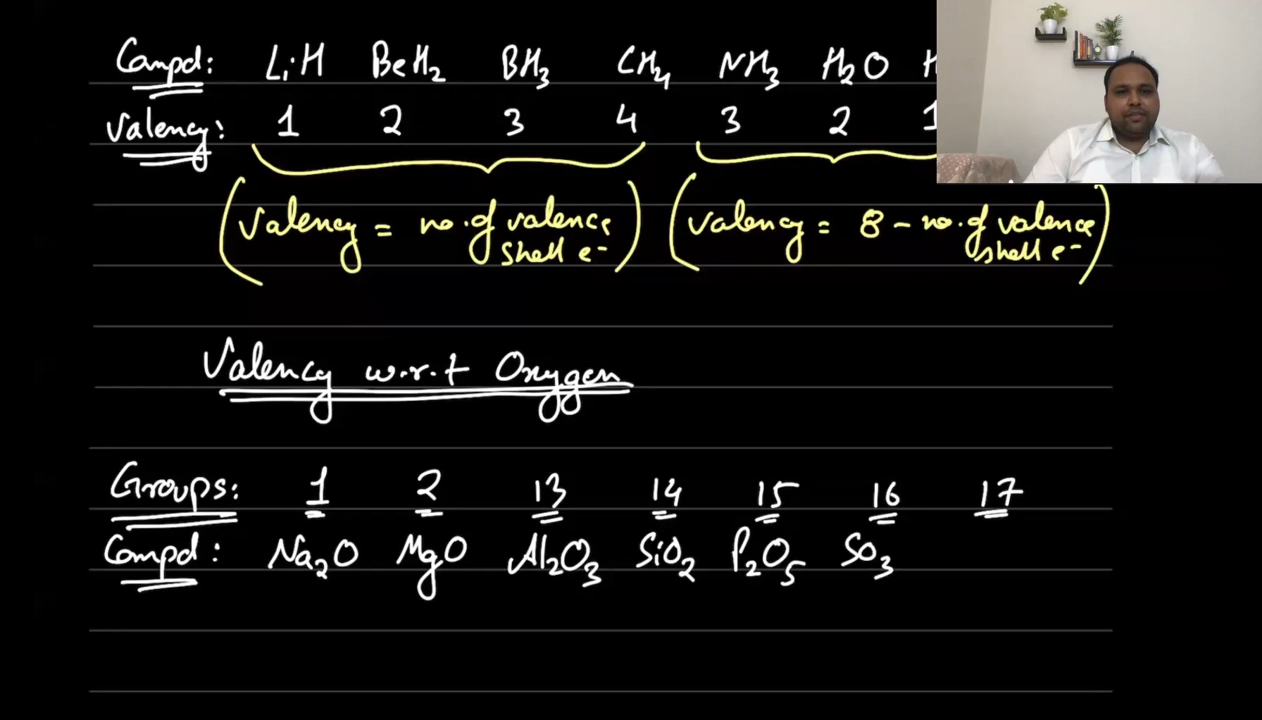 Compd: LiH BeH₂ BH₃ CH₄ NH₃ H₂O H
Valency: 1 2 3 4 3 2 1
(Valency = no. of valence shell e⁻) (Valency = 8 - no. of valence shell e⁻)
Valency w.r.t Oxygen
Groups: 1 2 13 14 15 16 17
Compd: Na₂O MgO Al₂O₃ SiO₂ P₂O₅ SO₃